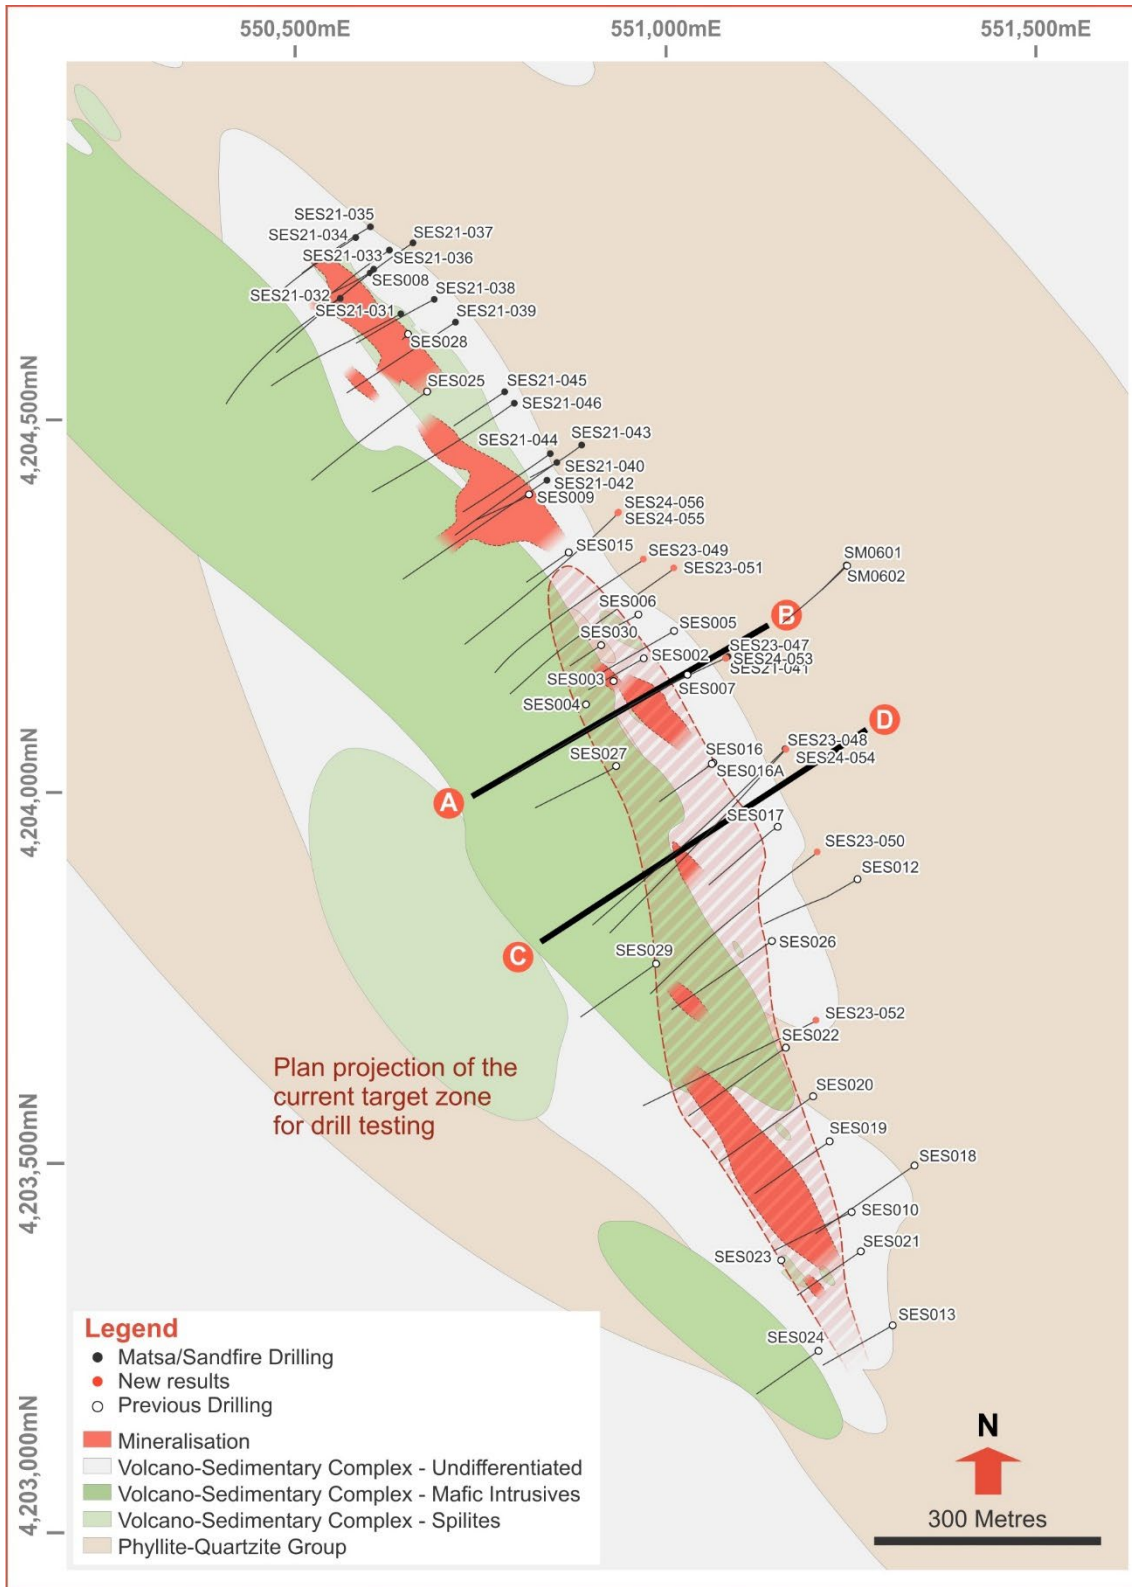 550,500mE
551,000mE
551,500mE
4,204,500mN
4,204,000mN
4,203,500mN
4,203,000mN
SES21-035
SES21-034
SES21-037
SES21-033
SES21-036
SES008
SES21-032
SES21-038
SES21-031
SES21-039
SES028
SES025
SES21-045
SES21-046
SES21-043
SES21-044
SES21-040
SES21-042
SES009
SES24-056
SES24-055
SES015
SES23-049
SES23-051
SM0601
SM0602
SES006
SES005
SES030
B
SES23-047
SES002
SES24-053
SES21-041
SES003
SES007
SES004
D
SES23-048
SES016
SES24-054
SES027
SES016A
A
SES017
SES23-050
SES012
SES026
C
SES029
SES23-052
SES022
Plan projection of the
current target zone
for drill testing
SES020
SES019
SES018
SES010
SES021
SES023
SES013
SES024
Legend
Matsa/Sandfire Drilling
New results
Previous Drilling
Mineralisation
Volcano-Sedimentary Complex - Undifferentiated
Volcano-Sedimentary Complex - Mafic Intrusives
Volcano-Sedimentary Complex - Spilites
Phyllite-Quartzite Group
N
300 Metres